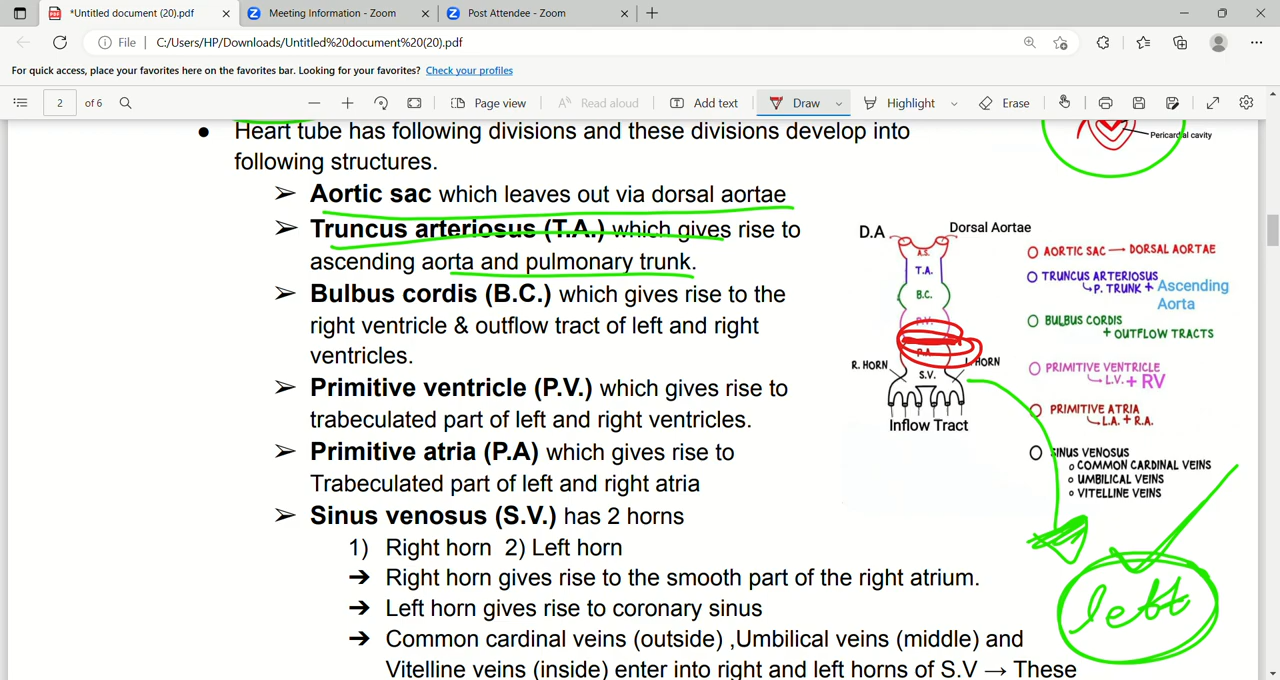 *Untitled document (20).pdf
Meeting Information - Zoom
Post Attendee - Zoom
File
C:/Users/HP/Downloads/Untitled%20document%20(20).pdf
For quick access, place your favorites here on the favorites bar. Looking for your favorites? Check your profiles
2 of 6
Page view
Read aloud
Add text
Draw
Highlight
Erase
● Heart tube has following divisions and these divisions develop into
following structures.
➢ Aortic sac which leaves out via dorsal aortae
➢ Truncus arteriosus (T.A.) which gives rise to
ascending aorta and pulmonary trunk.
➢ Bulbus cordis (B.C.) which gives rise to the
right ventricle & outflow tract of left and right
ventricles.
➢ Primitive ventricle (P.V.) which gives rise to
trabeculated part of left and right ventricles.
➢ Primitive atria (P.A) which gives rise to
Trabeculated part of left and right atria
➢ Sinus venosus (S.V.) has 2 horns
1) Right horn 2) Left horn
➔ Right horn gives rise to the smooth part of the right atrium.
➔ Left horn gives rise to coronary sinus
➔ Common cardinal veins (outside) ,Umbilical veins (middle) and
Vitelline veins (inside) enter into right and left horns of S.V → These
Pericardial cavity
D.A
Dorsal Aortae
A.S.
T.A.
B.C.
P.V.
P.A.
R. HORN
L. HORN
S.V.
Inflow Tract
AORTIC SAC → DORSAL AORTAE
TRUNCUS ARTERIOSUS
P. TRUNK + Ascending
Aorta
BULBUS CORDIS
+ OUTFLOW TRACTS
PRIMITIVE VENTRICLE
L.V. + RV
PRIMITIVE ATRIA
L.A. + R.A.
SINUS VENOSUS
o COMMON CARDINAL VEINS
o UMBILICAL VEINS
o VITELLINE VEINS
left